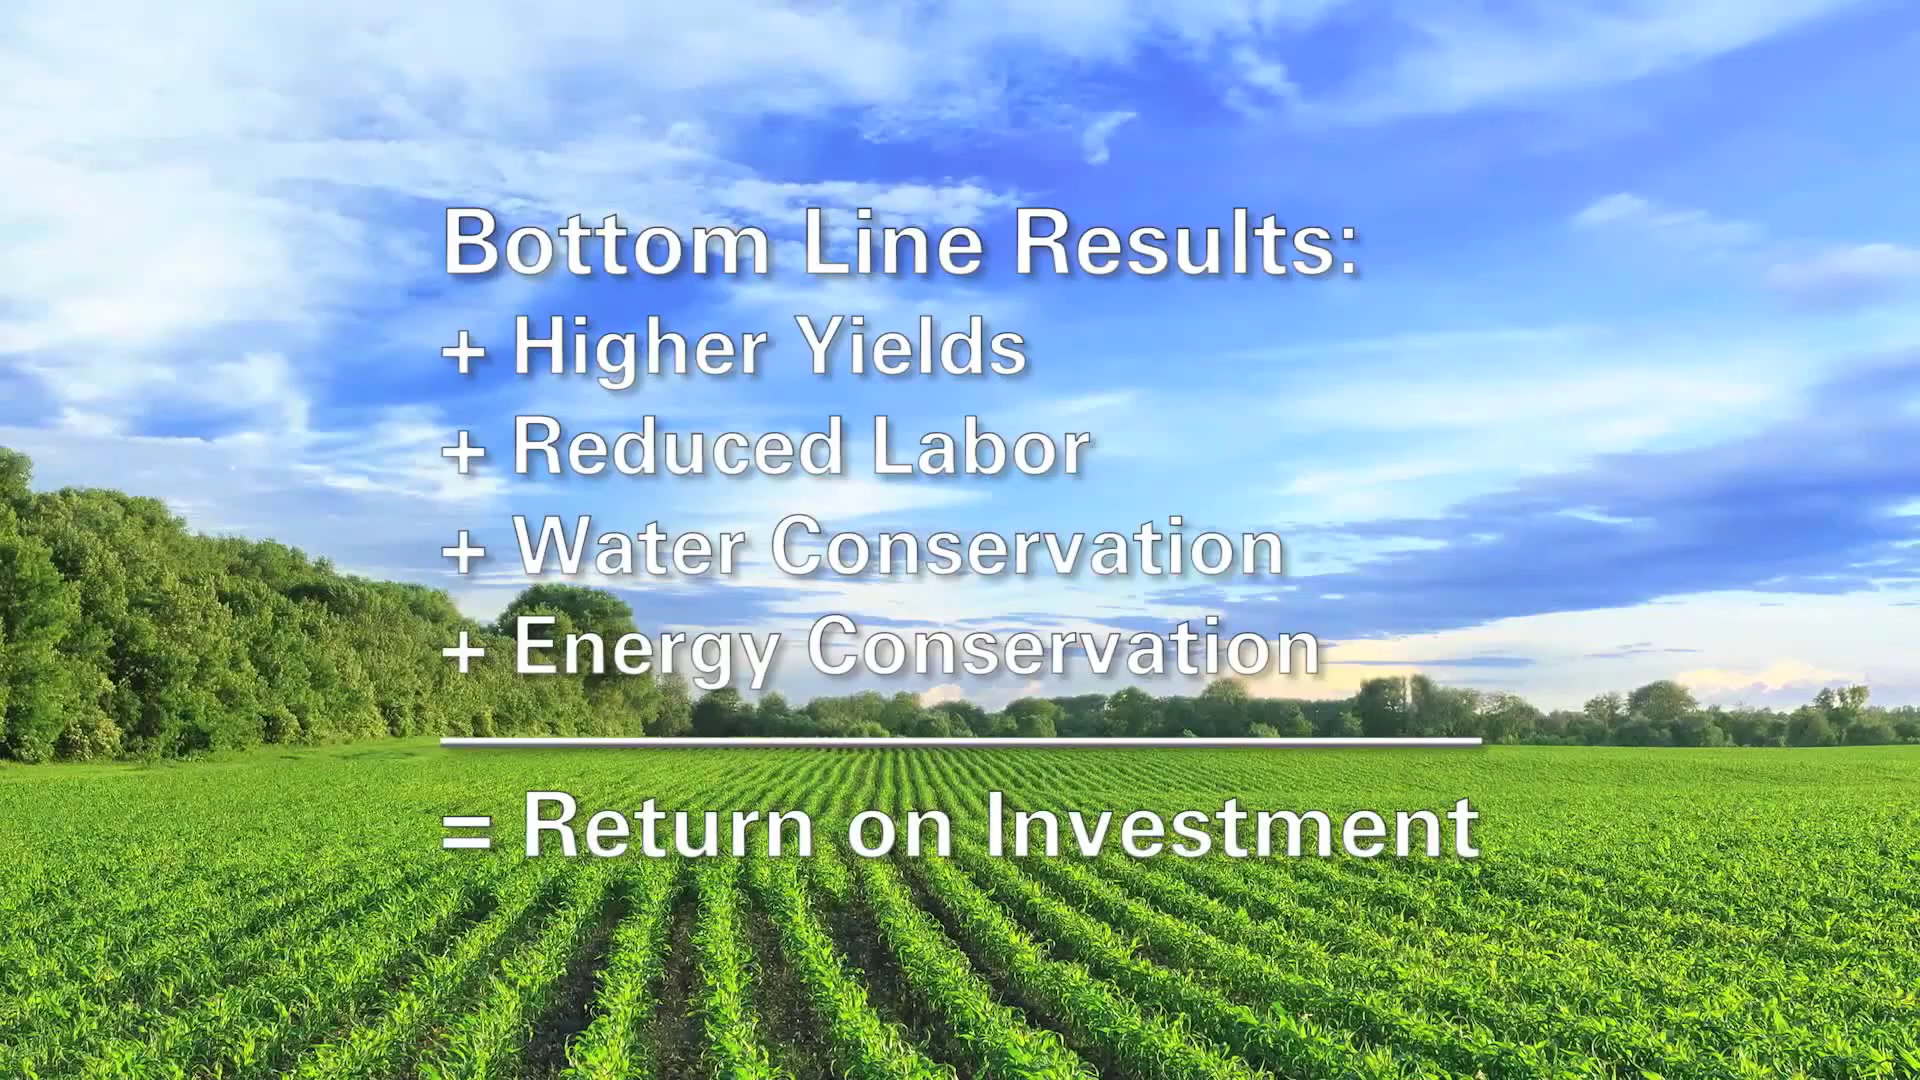 Bottom Line Results:
+ Higher Yields
+ Reduced Labor
+ Water Conservation
+ Energy Conservation
= Return on Investment